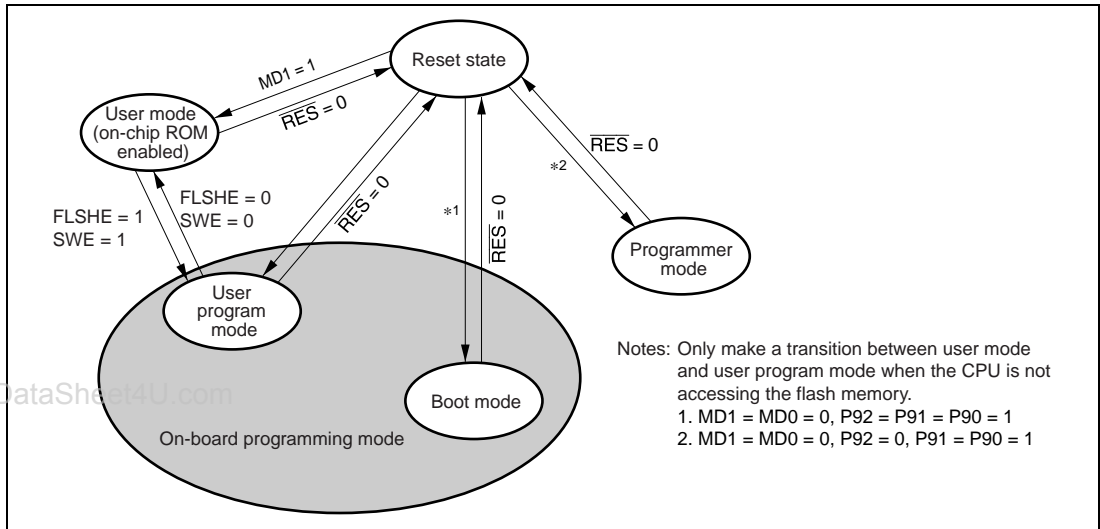 Reset state
MD1 = 1
RES = 0
User mode
(on-chip ROM
enabled)
FLSHE = 1
SWE = 1
FLSHE = 0
SWE = 0
RES = 0
*1
RES = 0
*2
RES = 0
Programmer
mode
User
program
mode
Boot mode
On-board programming mode
Notes: Only make a transition between user mode
and user program mode when the CPU is not
accessing the flash memory.
1. MD1 = MD0 = 0, P92 = P91 = P90 = 1
2. MD1 = MD0 = 0, P92 = 0, P91 = P90 = 1
DataSheet4U.com